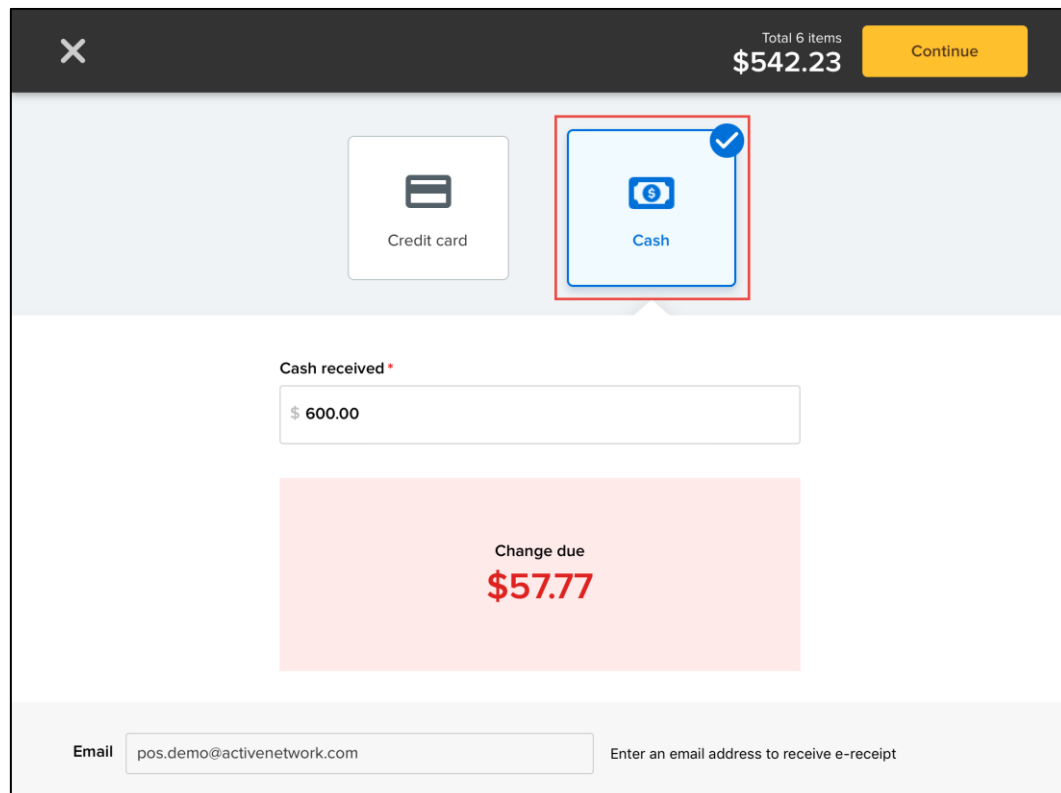 Total 6 items
$542.23
Continue
Credit card
Cash
Cash received *
$ 600.00
Change due
$57.77
Email
pos.demo@activenetwork.com
Enter an email address to receive e-receipt